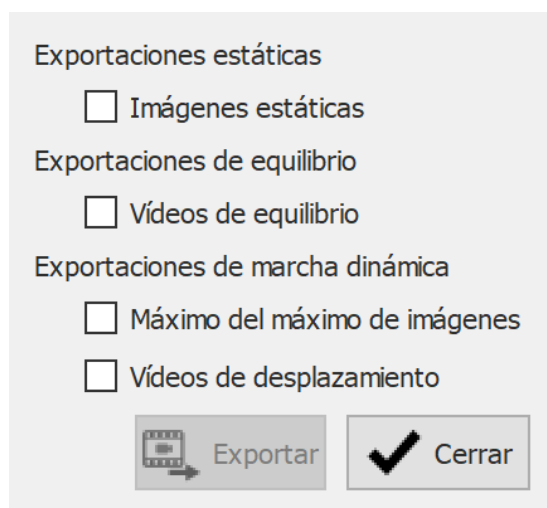 Exportaciones estáticas
Imágenes estáticas
Exportaciones de equilibrio
Vídeos de equilibrio
Exportaciones de marcha dinámica
Máximo del máximo de imágenes
Vídeos de desplazamiento
Exportar Cerrar